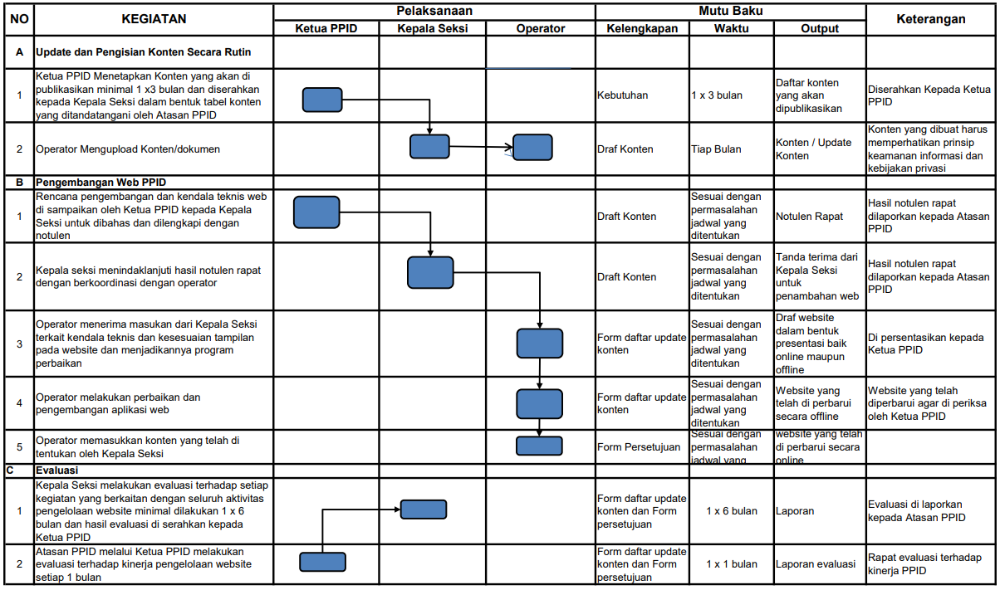 NO
KEGIATAN
Pelaksanaan
Mutu Baku
Keterangan
Ketua PPID
Kepala Seksi
Operator
Kelengkapan
Waktu
Output
A
Update dan Pengisian Konten Secara Rutin
1
Ketua PPID Menetapkan Konten yang akan di
publikasikan minimal 1 x3 bulan dan diserahkan
kepada Kepala Seksi dalam bentuk tabel konten
yang ditandatangani oleh Atasan PPID
Kebutuhan
1 x 3 bulan
Daftar konten
yang akan
dipublikasikan
Diserahkan Kepada Ketua
PPID
2
Operator Mengupload Konten/dokumen
Draf Konten
Tiap Bulan
Konten / Update
Konten
Konten yang dibuat harus
memperhatikan prinsip
keamanan informasi dan
kebijakan privasi
B
Pengembangan Web PPID
1
Rencana pengembangan dan kendala teknis web
di sampaikan oleh Ketua PPID kepada Kepala
Seksi untuk dibahas dan dilengkapi dengan
notulen
Draft Konten
Sesuai dengan
permasalahan
jadwal yang
ditentukan
Notulen Rapat
Hasil notulen rapat
dilaporkan kepada Atasan
PPID
2
Kepala seksi menindaklanjuti hasil notulen rapat
dengan berkoordinasi dengan operator
Draft Konten
Sesuai dengan
permasalahan
jadwal yang
ditentukan
Tanda terima dari
Kepala Seksi
untuk
penambahan web
Hasil notulen rapat
dilaporkan kepada Atasan
PPID
3
Operator menerima masukan dari Kepala Seksi
terkait kendala teknis dan kesesuaian tampilan
pada website dan menjadikannya program
perbaikan
Form daftar update
konten
Sesuai dengan
permasalahan
jadwal yang
ditentukan
Draf website
dalam bentuk
presentasi baik
online maupun
offline
Di persentasikan kepada
Ketua PPID
4
Operator melakukan perbaikan dan
pengembangan aplikasi web
Form daftar update
konten
Sesuai dengan
permasalahan
jadwal yang
ditentukan
Website yang
telah di perbarui
secara offline
Website yang telah
diperbarui agar di periksa
oleh Ketua PPID
5
Operator memasukkan konten yang telah di
tentukan oleh Kepala Seksi
Form Persetujuan
Sesuai dengan
permasalahan
jadwal yang
website yang telah
di perbarui secara
online
C
Evaluasi
1
Kepala Seksi melakukan evaluasi terhadap setiap
kegiatan yang berkaitan dengan seluruh aktivitas
pengelolaan website minimal dilakukan 1 x 6
bulan dan hasil evaluasi di serahkan kepada
Ketua PPID
Form daftar update
konten dan Form
persetujuan
1 x 6 bulan
Laporan
Evaluasi di laporkan
kepada Atasan PPID
2
Atasan PPID melalui Ketua PPID melakukan
evaluasi terhadap kinerja pengelolaan website
setiap 1 bulan
Form daftar update
konten dan Form
persetujuan
1 x 1 bulan
Laporan evaluasi
Rapat evaluasi terhadap
kinerja PPID